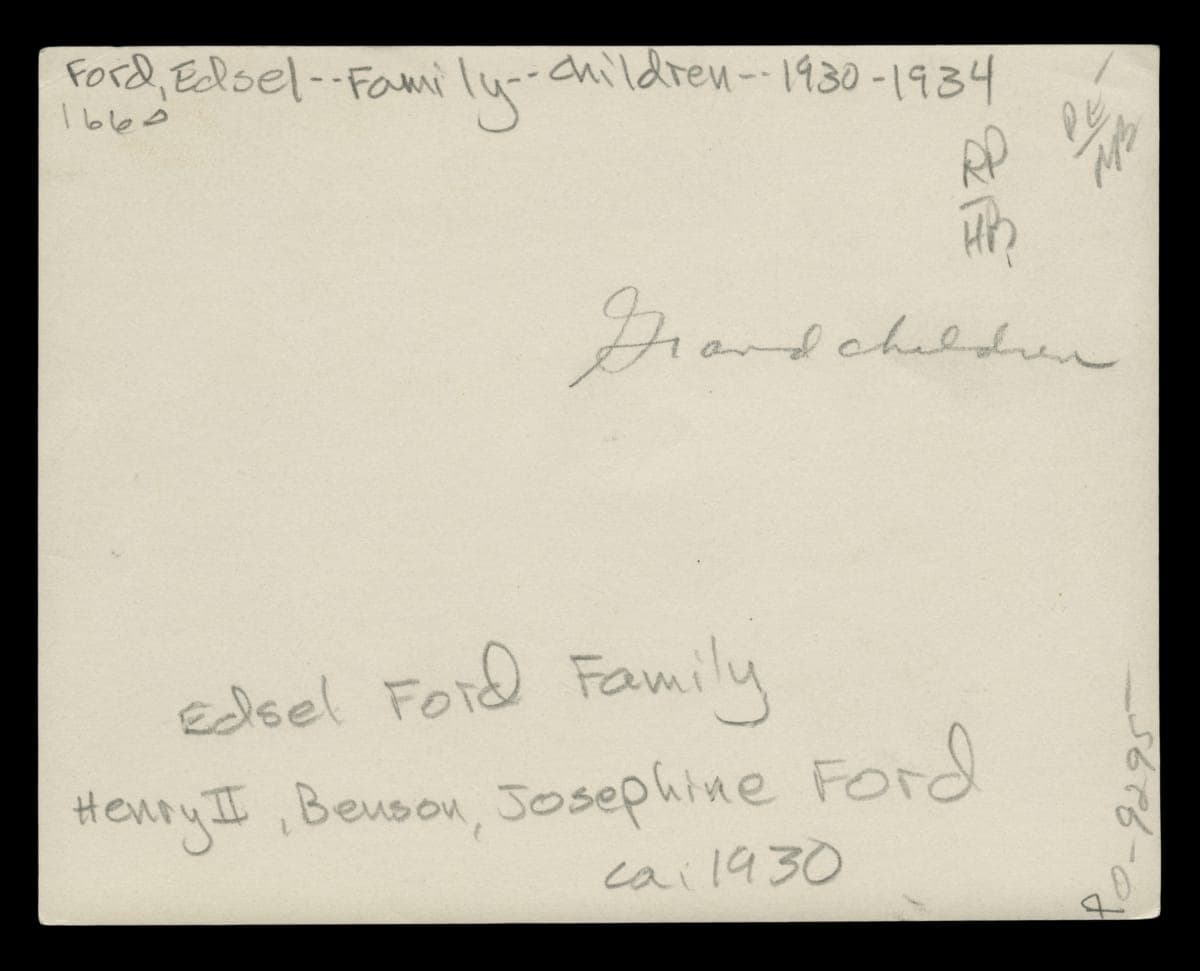 Ford, Edsel--Family--children--1930-1934
1660
RP
HB
Grandchildren
Edsel Ford Family
Henry II, Benson, Josephine Ford
ca. 1930